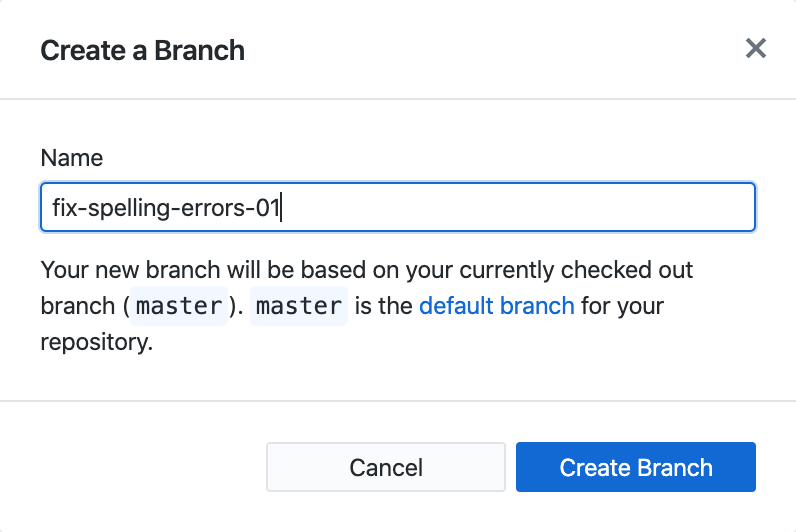 Create a Branch
Name
fix-spelling-errors-01
Your new branch will be based on your currently checked out
branch (master). master is the default branch for your
repository.
Cancel
Create Branch